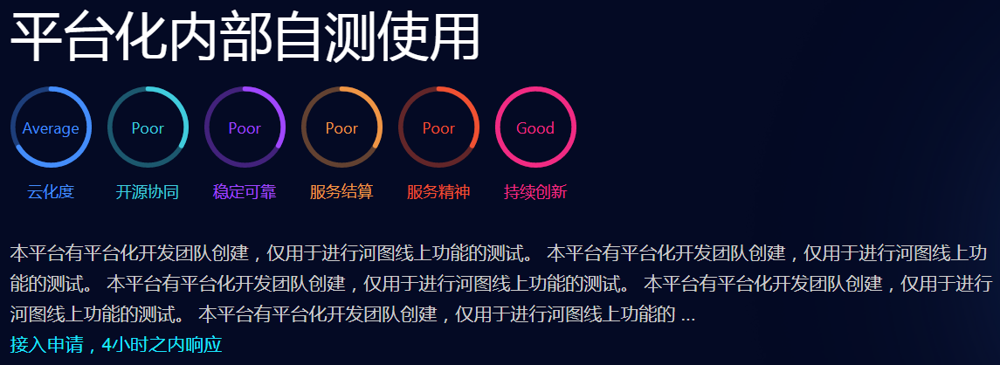 平台化内部自测使用
Average Poor Poor Poor Poor Good
云化度 开源协同 稳定可靠 服务结算 服务精神 持续创新
本平台有平台化开发团队创建，仅用于进行河图线上功能的测试。 本平台有平台化开发团队创建，仅用于进行河图线上功
能的测试。 本平台有平台化开发团队创建，仅用于进行河图线上功能的测试。 本平台有平台化开发团队创建，仅用于进行
河图线上功能的测试。 本平台有平台化开发团队创建，仅用于进行河图线上功能的 ...
接入申请，4小时之内响应